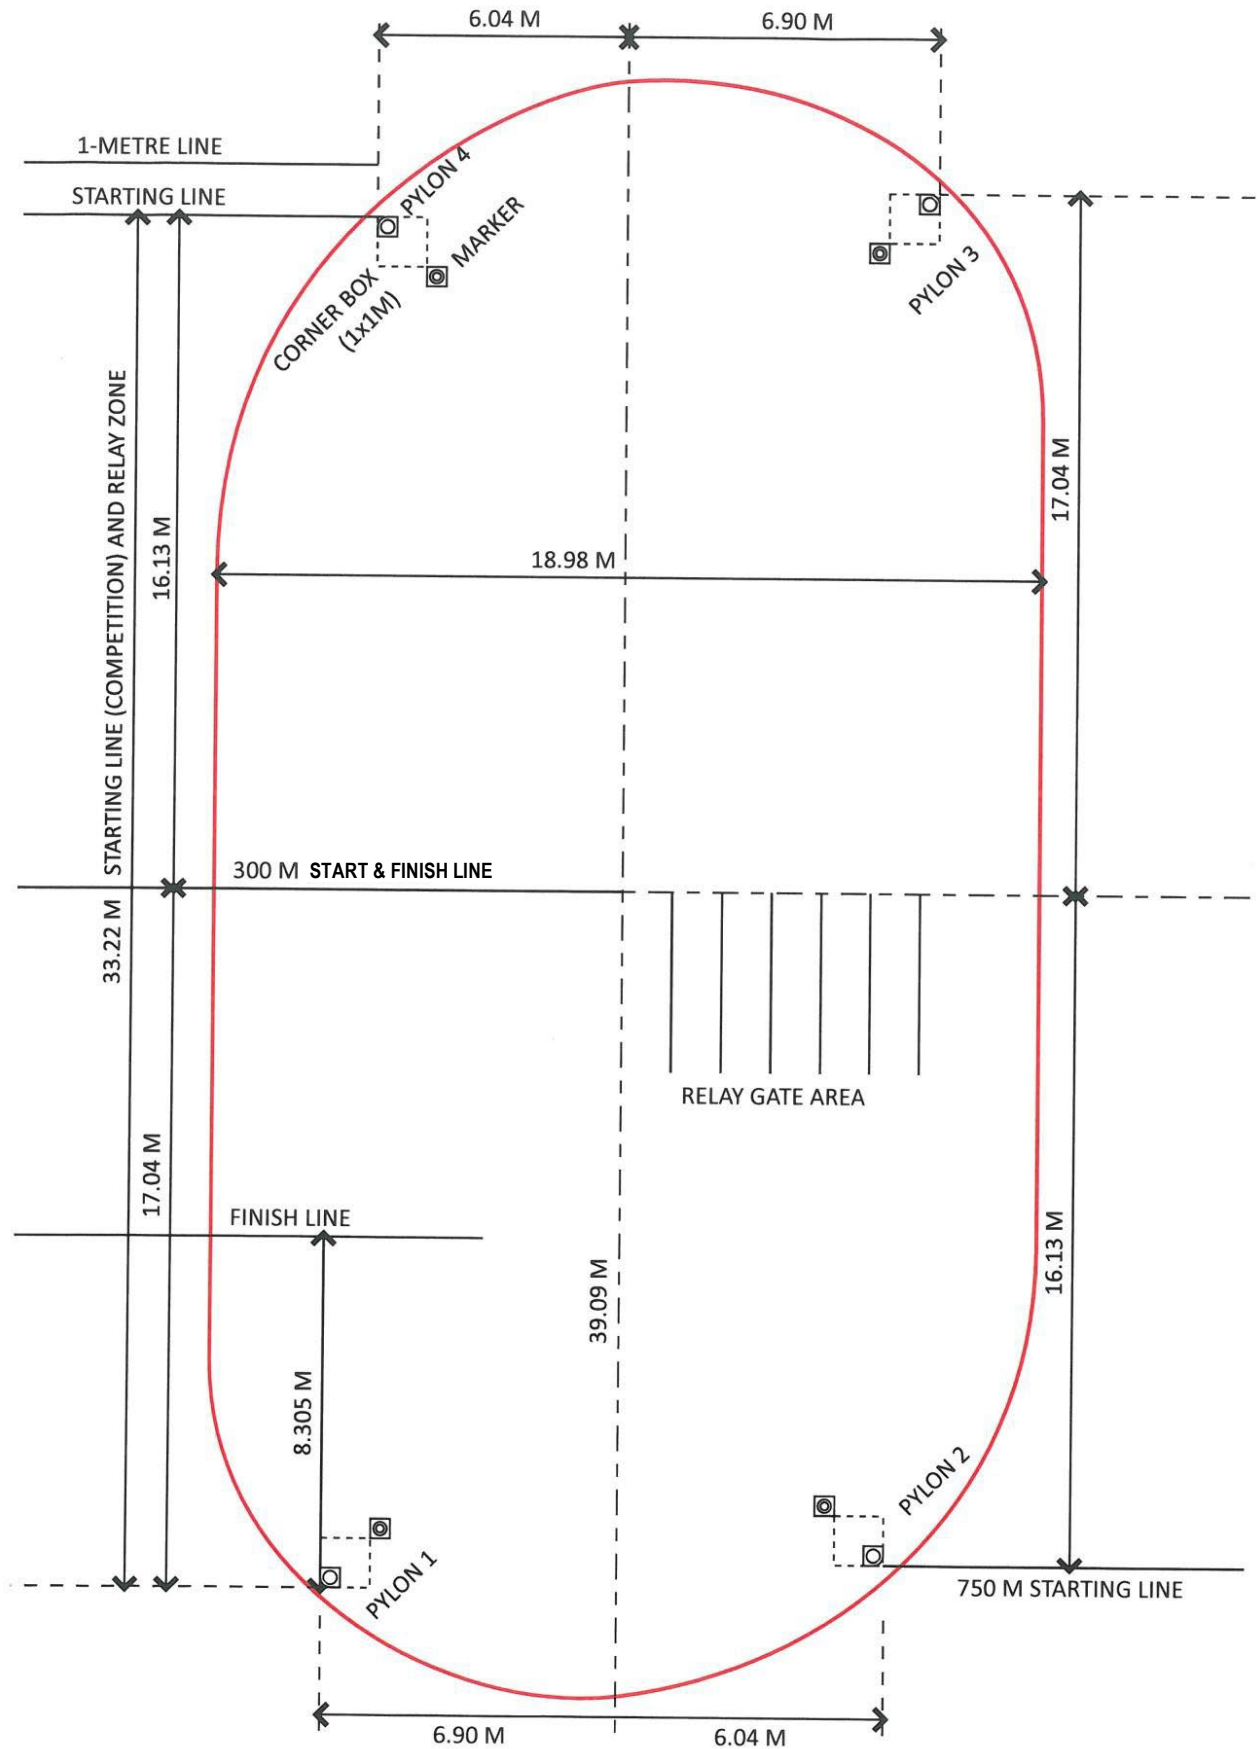 6.04 M
6.90 M
1-METRE LINE
STARTING LINE
PYLON 4
MARKER
CORNER BOX
(1x1M)
PYLON 3
33.22 M STARTING LINE (COMPETITION) AND RELAY ZONE
16.13 M
17.04 M
18.98 M
300 M START & FINISH LINE
RELAY GATE AREA
17.04 M
FINISH LINE
16.13 M
39.09 M
8.305 M
PYLON 2
PYLON 1
750 M STARTING LINE
6.90 M
6.04 M